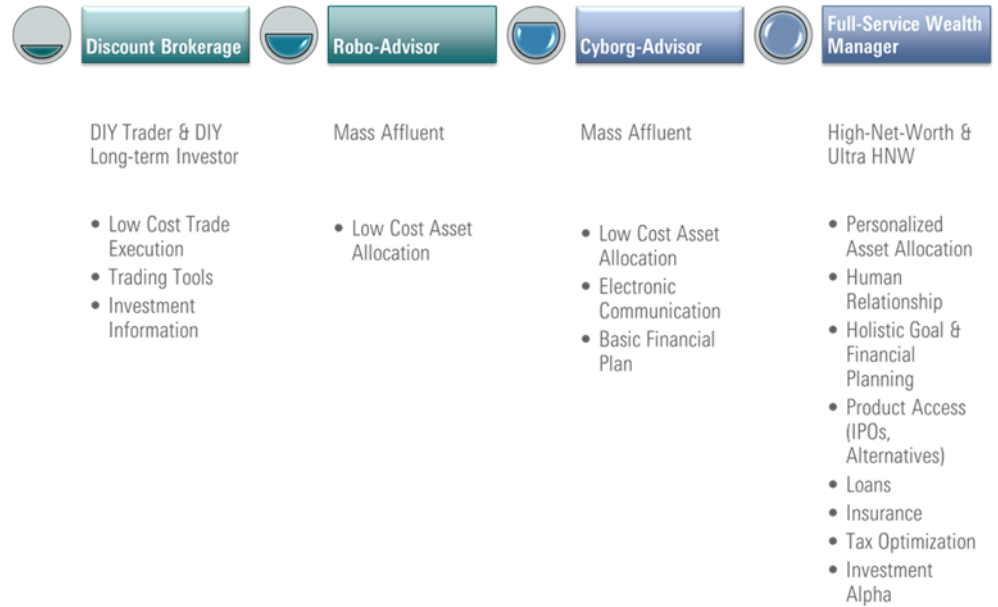 Discount Brokerage
Robo-Advisor
Cyborg-Advisor
Full-Service Wealth
Manager
DIY Trader & DIY
Long-term Investor
Mass Affluent
Mass Affluent
High-Net-Worth &
Ultra HNW
• Low Cost Trade
Execution
• Trading Tools
• Investment
Information
• Low Cost Asset
Allocation
• Low Cost Asset
Allocation
• Electronic
Communication
• Basic Financial
Plan
• Personalized
Asset Allocation
• Human
Relationship
• Holistic Goal &
Financial
Planning
• Product Access
(IPOs,
Alternatives)
• Loans
• Insurance
• Tax Optimization
• Investment
Alpha